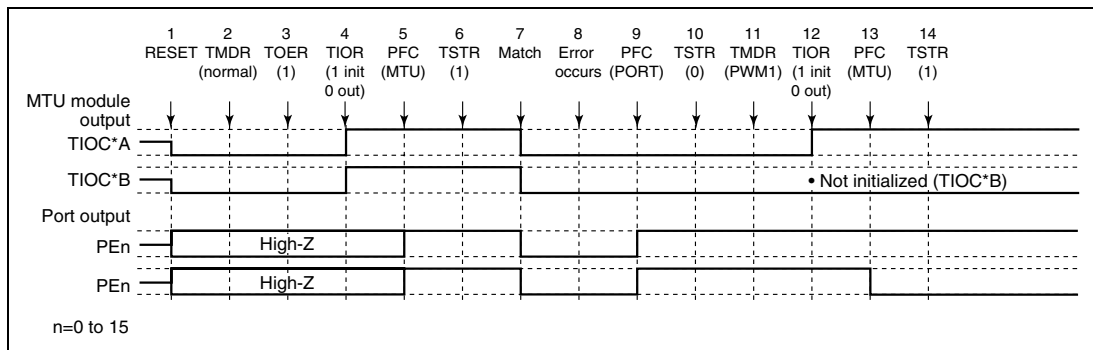 1 2 3 4 5 6 7 8 9 10 11 12 13 14
RESET TMDR TOER TIOR PFC TSTR Match Error PFC TSTR TMDR TIOR PFC TSTR
(normal) (1) (1 init (MTU) (1) occurs (PORT) (0) (PWM1) (1 init (MTU) (1)
0 out) 0 out)
MTU module
output
TIOC*A
TIOC*B
• Not initialized (TIOC*B)
Port output
PEn
High-Z
PEn
High-Z
n=0 to 15